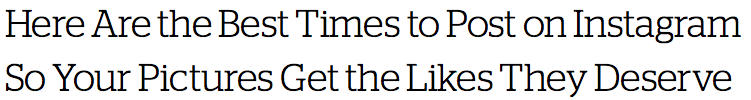 Here Are the Best Times to Post on Instagram
So Your Pictures Get the Likes They Deserve